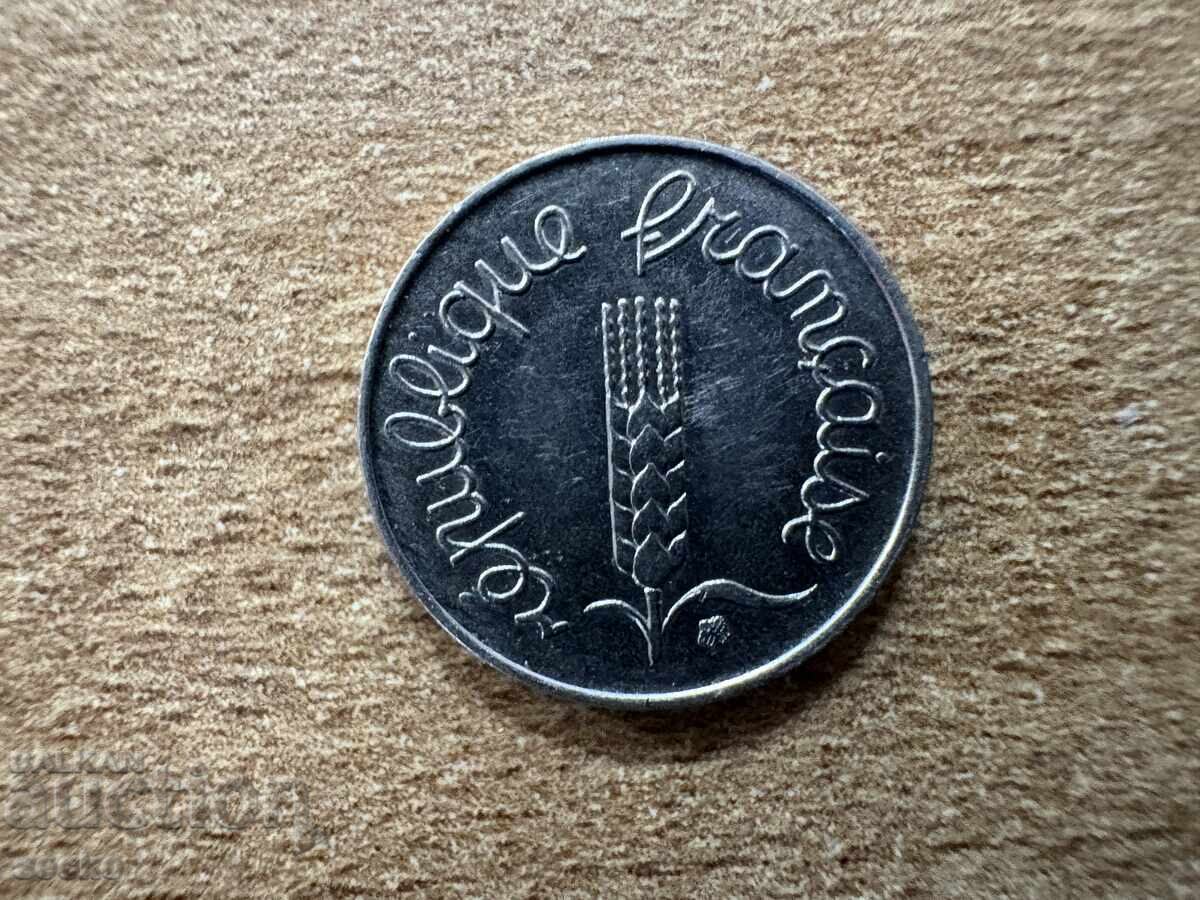 république française
BALKAN
auction